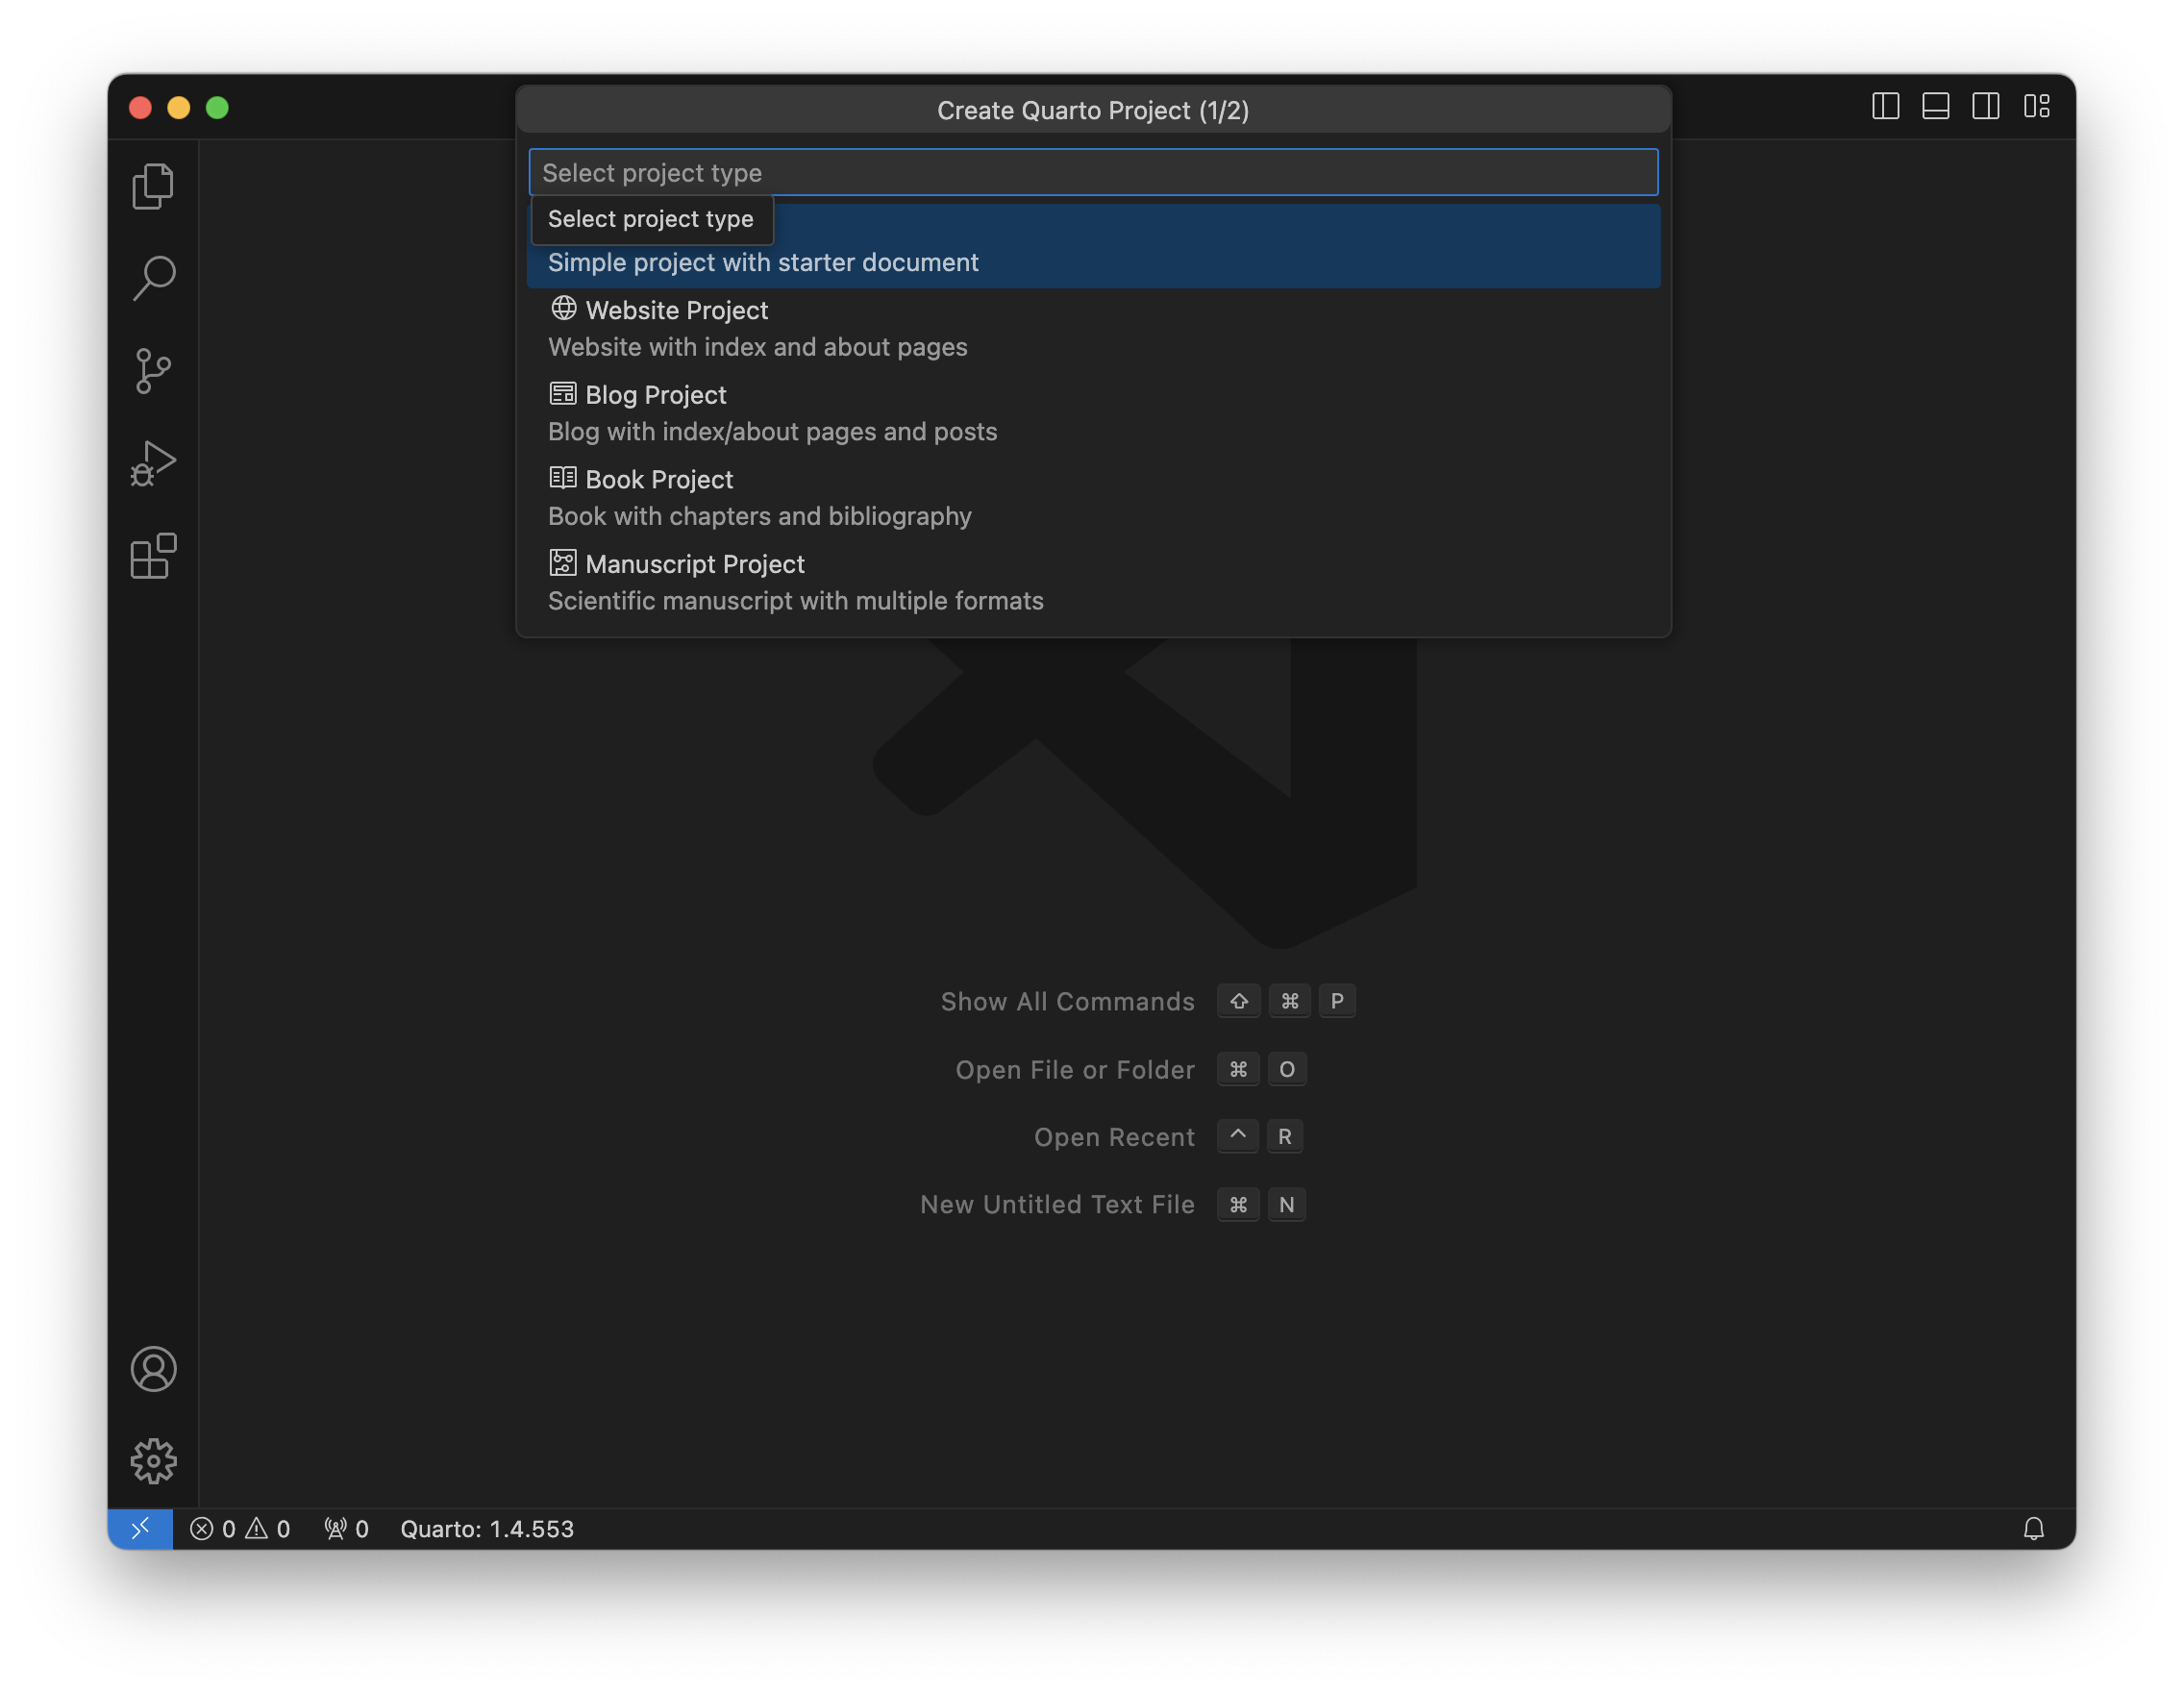 Create Quarto Project (1/2)
Select project type
Select project type
Simple project with starter document
Website Project
Website with index and about pages
Blog Project
Blog with index/about pages and posts
Book Project
Book with chapters and bibliography
Manuscript Project
Scientific manuscript with multiple formats
Show All Commands ⇧ ⌘ P
Open File or Folder ⌘ O
Open Recent ^ R
New Untitled Text File ⌘ N
0 0 0 Quarto: 1.4.553